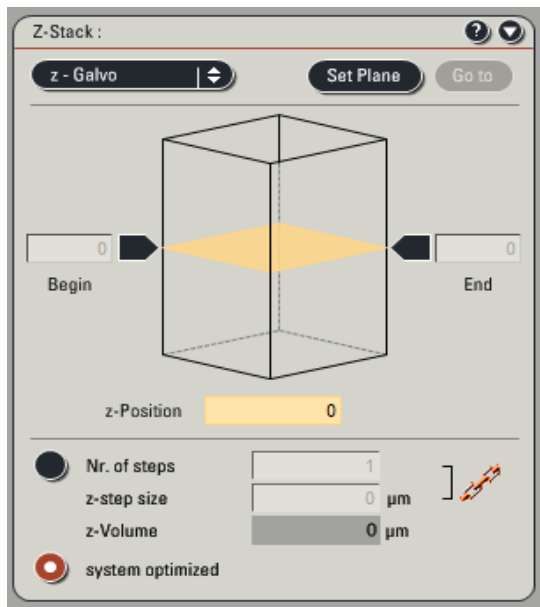 Z-Stack :
?
z - Galvo
Set Plane
Go to
0
0
Begin
End
z-Position
0
Nr. of steps
1
z-step size
0 µm
z-Volume
0 µm
system optimized